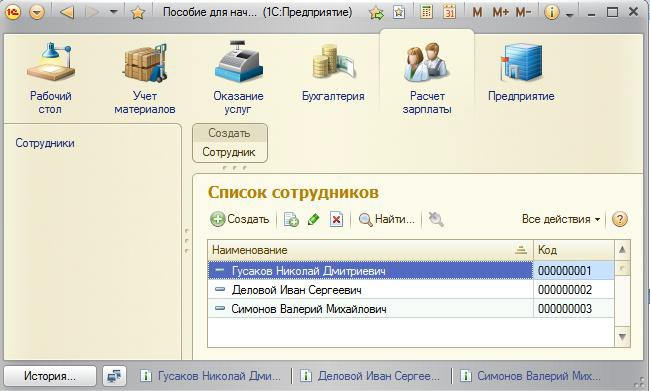 1С Пособие для нач... (1С:Предприятие) 31 M M+ M-
Рабочий стол
Учет материалов
Оказание услуг
Бухгалтерия
Расчет зарплаты
Предприятие
Сотрудники
Создать
Сотрудник
Список сотрудников
Создать Найти... Все действия ?
Наименование Код
Гусаков Николай Дмитриевич 000000001
Деловой Иван Сергеевич 000000002
Симонов Валерий Михайлович 000000003
История... Гусаков Николай Дми... Деловой Иван Сергее... Симонов Валерий Мих...